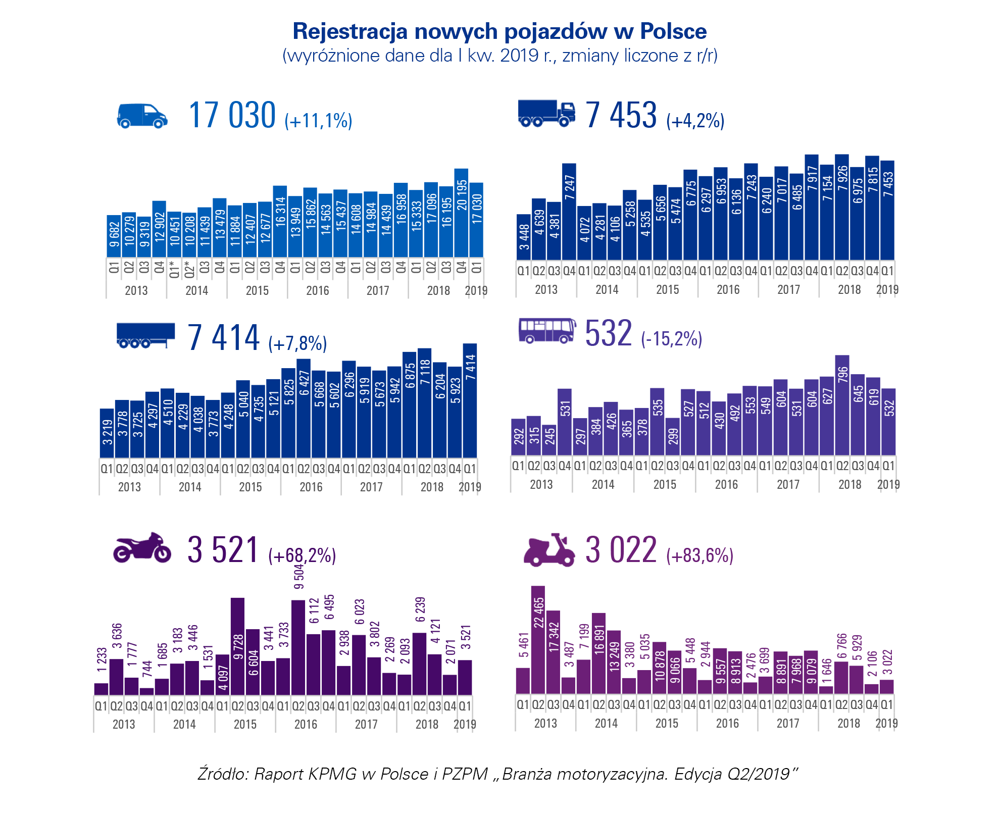 Rejestracja nowych pojazdów w Polsce
(wyróżnione dane dla I kw. 2019 r., zmiany liczone z r/r)
17 030 (+11,1%)
9 682 10 279 9 319 12 902 10 451 10 208 11 439 13 479 11 884 12 407 12 677 16 314 13 949 15 862 14 563 15 437 14 608 14 984 14 439 16 958 15 333 17 096 16 195 20 195 17 030
Q1 Q2 Q3 Q4 Q1* Q2* Q3 Q4 Q1 Q2 Q3 Q4 Q1 Q2 Q3 Q4 Q1 Q2 Q3 Q4 Q1 Q2 Q3 Q4 Q1
2013 2014 2015 2016 2017 2018 2019
7 453 (+4,2%)
3 448 4 639 4 381 7 247 4 072 4 281 4 106 5 258 4 535 5 656 5 474 6 775 6 297 6 953 6 136 7 243 6 240 7 017 6 485 7 917 7 154 7 926 6 975 7 815 7 453
Q1 Q2 Q3 Q4 Q1 Q2 Q3 Q4 Q1 Q2 Q3 Q4 Q1 Q2 Q3 Q4 Q1 Q2 Q3 Q4 Q1 Q2 Q3 Q4 Q1
2013 2014 2015 2016 2017 2018 2019
7 414 (+7,8%)
3 219 3 778 3 725 4 297 4 510 4 229 4 038 3 773 4 248 5 040 4 735 5 121 5 825 6 427 5 668 5 602 6 296 5 919 5 673 5 942 6 875 7 118 6 204 5 923 7 414
Q1 Q2 Q3 Q4 Q1 Q2 Q3 Q4 Q1 Q2 Q3 Q4 Q1 Q2 Q3 Q4 Q1 Q2 Q3 Q4 Q1 Q2 Q3 Q4 Q1
2013 2014 2015 2016 2017 2018 2019
532 (-15,2%)
292 315 245 531 297 384 426 365 378 535 299 527 512 430 492 553 549 604 531 604 627 796 645 619 532
Q1 Q2 Q3 Q4 Q1 Q2 Q3 Q4 Q1 Q2 Q3 Q4 Q1 Q2 Q3 Q4 Q1 Q2 Q3 Q4 Q1 Q2 Q3 Q4 Q1
2013 2014 2015 2016 2017 2018 2019
3 521 (+68,2%)
1 233 3 636 1 777 744 1 685 3 183 3 446 1 531 4 097 9 728 6 604 3 441 3 733 9 504 6 112 6 495 2 938 6 023 3 802 2 269 2 093 6 239 4 121 2 071 3 521
Q1 Q2 Q3 Q4 Q1 Q2 Q3 Q4 Q1 Q2 Q3 Q4 Q1 Q2 Q3 Q4 Q1 Q2 Q3 Q4 Q1 Q2 Q3 Q4 Q1
2013 2014 2015 2016 2017 2018 2019
3 022 (+83,6%)
5 461 22 465 17 342 3 487 7 199 16 891 13 249 3 380 5 035 10 878 9 066 5 448 2 944 9 557 8 913 2 476 3 699 8 891 7 968 9 079 1 646 6 766 5 929 2 106 3 022
Q1 Q2 Q3 Q4 Q1 Q2 Q3 Q4 Q1 Q2 Q3 Q4 Q1 Q2 Q3 Q4 Q1 Q2 Q3 Q4 Q1 Q2 Q3 Q4 Q1
2013 2014 2015 2016 2017 2018 2019
Źródło: Raport KPMG w Polsce i PZPM „Branża motoryzacyjna. Edycja Q2/2019”